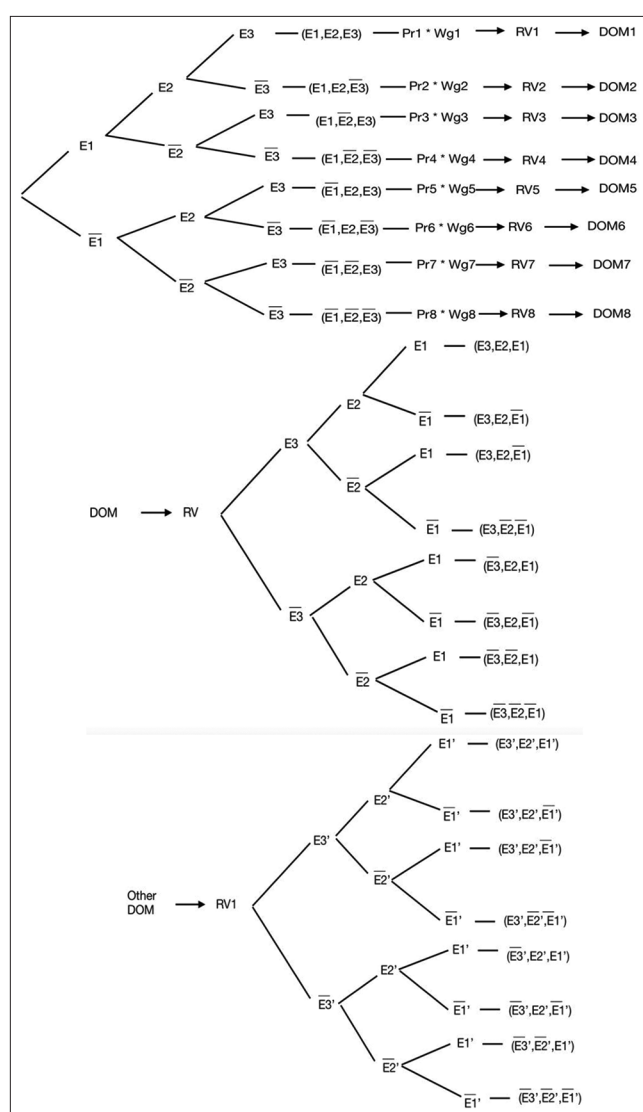 E3 (E1,E2,E3) Pr1 * Wg1 RV1 DOM1
E2
E̅3̅ (E1,E2,E̅3̅) Pr2 * Wg2 RV2 DOM2
E3 (E1,E̅2̅,E3) Pr3 * Wg3 RV3 DOM3
E1
E̅2̅
E̅3̅ (E1,E̅2̅,E̅3̅) Pr4 * Wg4 RV4 DOM4
E3 (E̅1̅,E2,E3) Pr5 * Wg5 RV5 DOM5
E2
E̅3̅ (E̅1̅,E2,E̅3̅) Pr6 * Wg6 RV6 DOM6
E̅1̅
E3 (E̅1̅,E̅2̅,E3) Pr7 * Wg7 RV7 DOM7
E̅2̅
E̅3̅ (E̅1̅,E̅2̅,E̅3̅) Pr8 * Wg8 RV8 DOM8
E1 (E3,E2,E1)
E2
E̅1̅ (E3,E2,E̅1̅)
E3
E1 (E3,E2,E̅1̅)
E̅2̅
DOM RV
E̅1̅ (E3,E̅2̅,E̅1̅)
E1 (E̅3̅,E2,E1)
E2
E̅3̅
E̅1̅ (E̅3̅,E2,E̅1̅)
E1 (E̅3̅,E̅2̅,E1)
E̅2̅
E̅1̅ (E̅3̅,E̅2̅,E̅1̅)
E1’ (E3’,E2’,E1’)
E2’
E̅1̅’ (E3’,E2’,E̅1̅’)
E3’
E1’ (E3’,E2’,E̅1̅’)
E̅2̅’
Other
DOM RV1
E̅1̅’ (E3’,E̅2̅’,E̅1̅’)
E1’ (E̅3̅’,E2’,E1’)
E2’
E̅3̅’
E̅1̅’ (E̅3̅’,E2’,E̅1̅’)
E1’ (E̅3̅’,E̅2̅’,E1’)
E̅2̅’
E̅1̅’ (E̅3̅’,E̅2̅’,E̅1̅’)